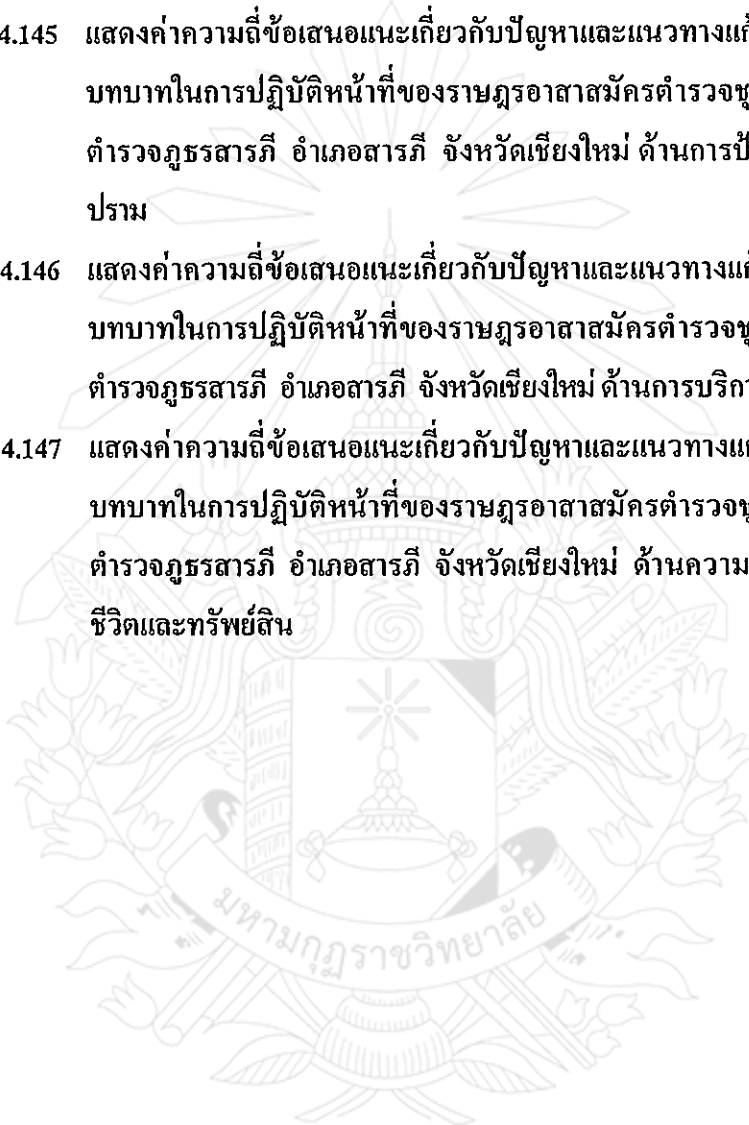 4.145 แสดงค่าความถี่ข้อเสนอแนะเกี่ยวกับปัญหาและแนวทางแก้
บทบาทในการปฏิบัติหน้าที่ของราษฎรอาสาสมัครตำรวจชุ
ตำรวจภูธรสารภี อำเภอสารภี จังหวัดเชียงใหม่ ด้านการป้
ปราม
4.146 แสดงค่าความถี่ข้อเสนอแนะเกี่ยวกับปัญหาและแนวทางแก้
บทบาทในการปฏิบัติหน้าที่ของราษฎรอาสาสมัครตำรวจชุ
ตำรวจภูธรสารภี อำเภอสารภี จังหวัดเชียงใหม่ ด้านการบริกา
4.147 แสดงค่าความถี่ข้อเสนอแนะเกี่ยวกับปัญหาและแนวทางแก้
บทบาทในการปฏิบัติหน้าที่ของราษฎรอาสาสมัครตำรวจชุ
ตำรวจภูธรสารภี อำเภอสารภี จังหวัดเชียงใหม่ ด้านความ
ชีวิตและทรัพย์สิน
มหามกุฏราชวิทยาลัย